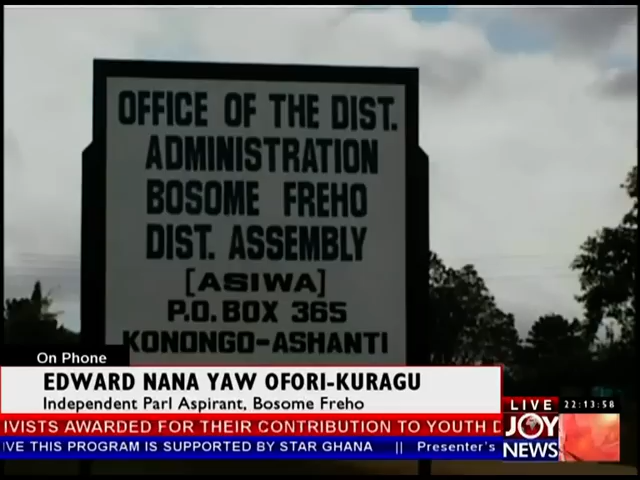 OFFICE OF THE DIST.
ADMINISTRATION
BOSOME FREHO
DIST. ASSEMBLY
[ASIWA]
P.O. BOX 365
KONONGO-ASHANTI
On Phone
EDWARD NANA YAW OFORI-KURAGU
Independent Parl Aspirant, Bosome Freho
LIVE 22:13:58
IVISTS AWARDED FOR THEIR CONTRIBUTION TO YOUTH D
JOY
NEWS
IVE THIS PROGRAM IS SUPPORTED BY STAR GHANA || Presenter's